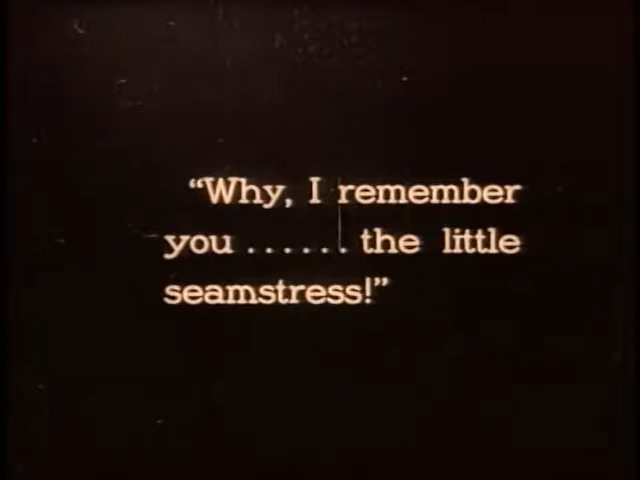 “Why, I remember
you ...... the little
seamstress!”